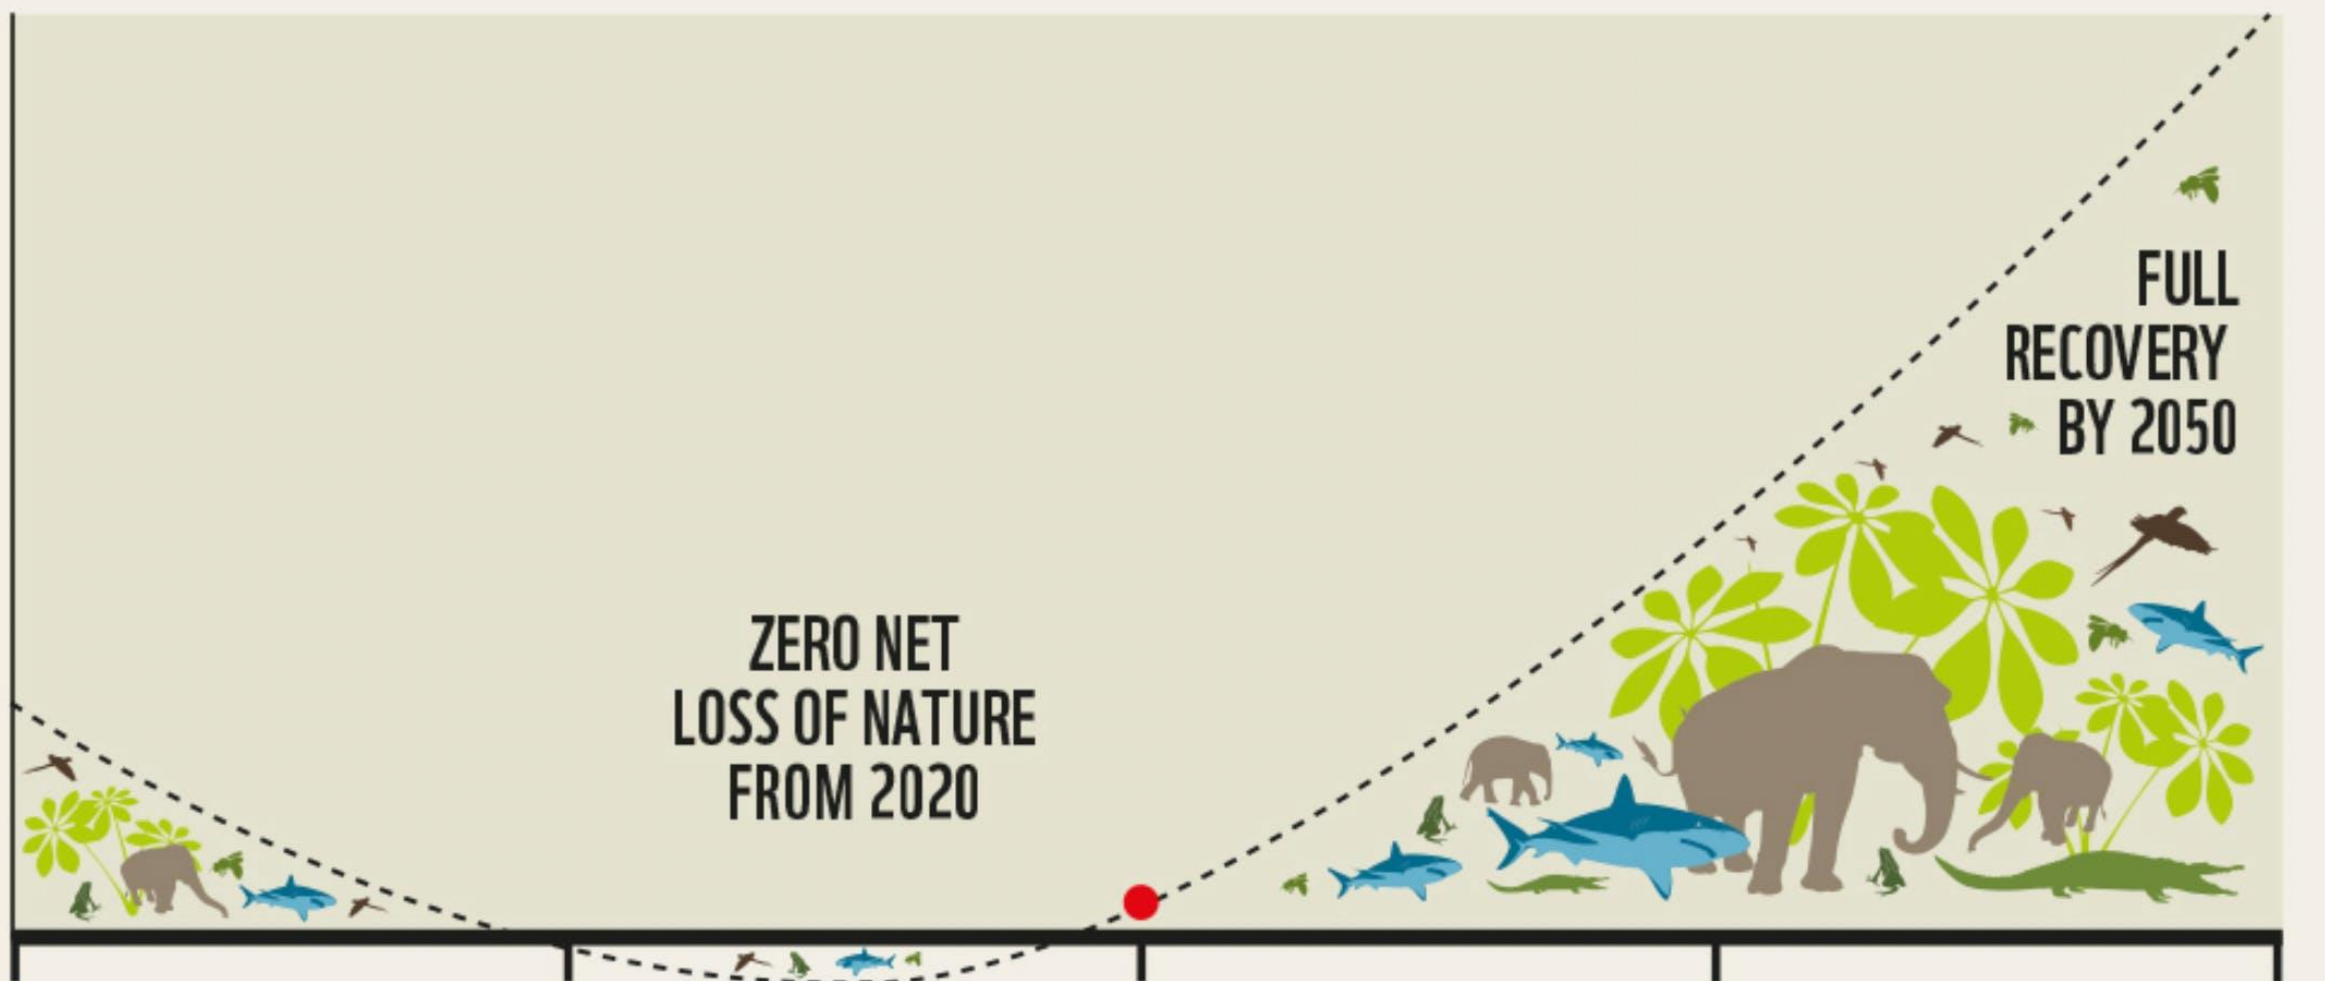 ZERO NET
LOSS OF NATURE
FROM 2020
FULL
RECOVERY
BY 2050